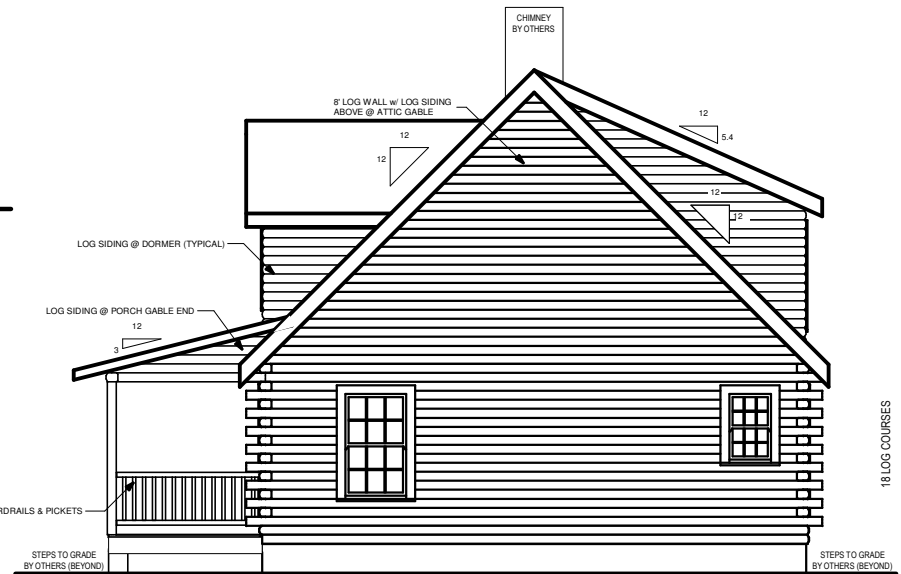 CHIMNEY
BY OTHERS
8' LOG WALL w/ LOG SIDING
ABOVE @ ATTIC GABLE
12
5.4
12
12
12
12
LOG SIDING @ DORMER (TYPICAL)
LOG SIDING @ PORCH GABLE END
12
3
18 LOG COURSES
RDRAILS & PICKETS
STEPS TO GRADE
BY OTHERS (BEYOND)
STEPS TO GRADE
BY OTHERS (BEYOND)